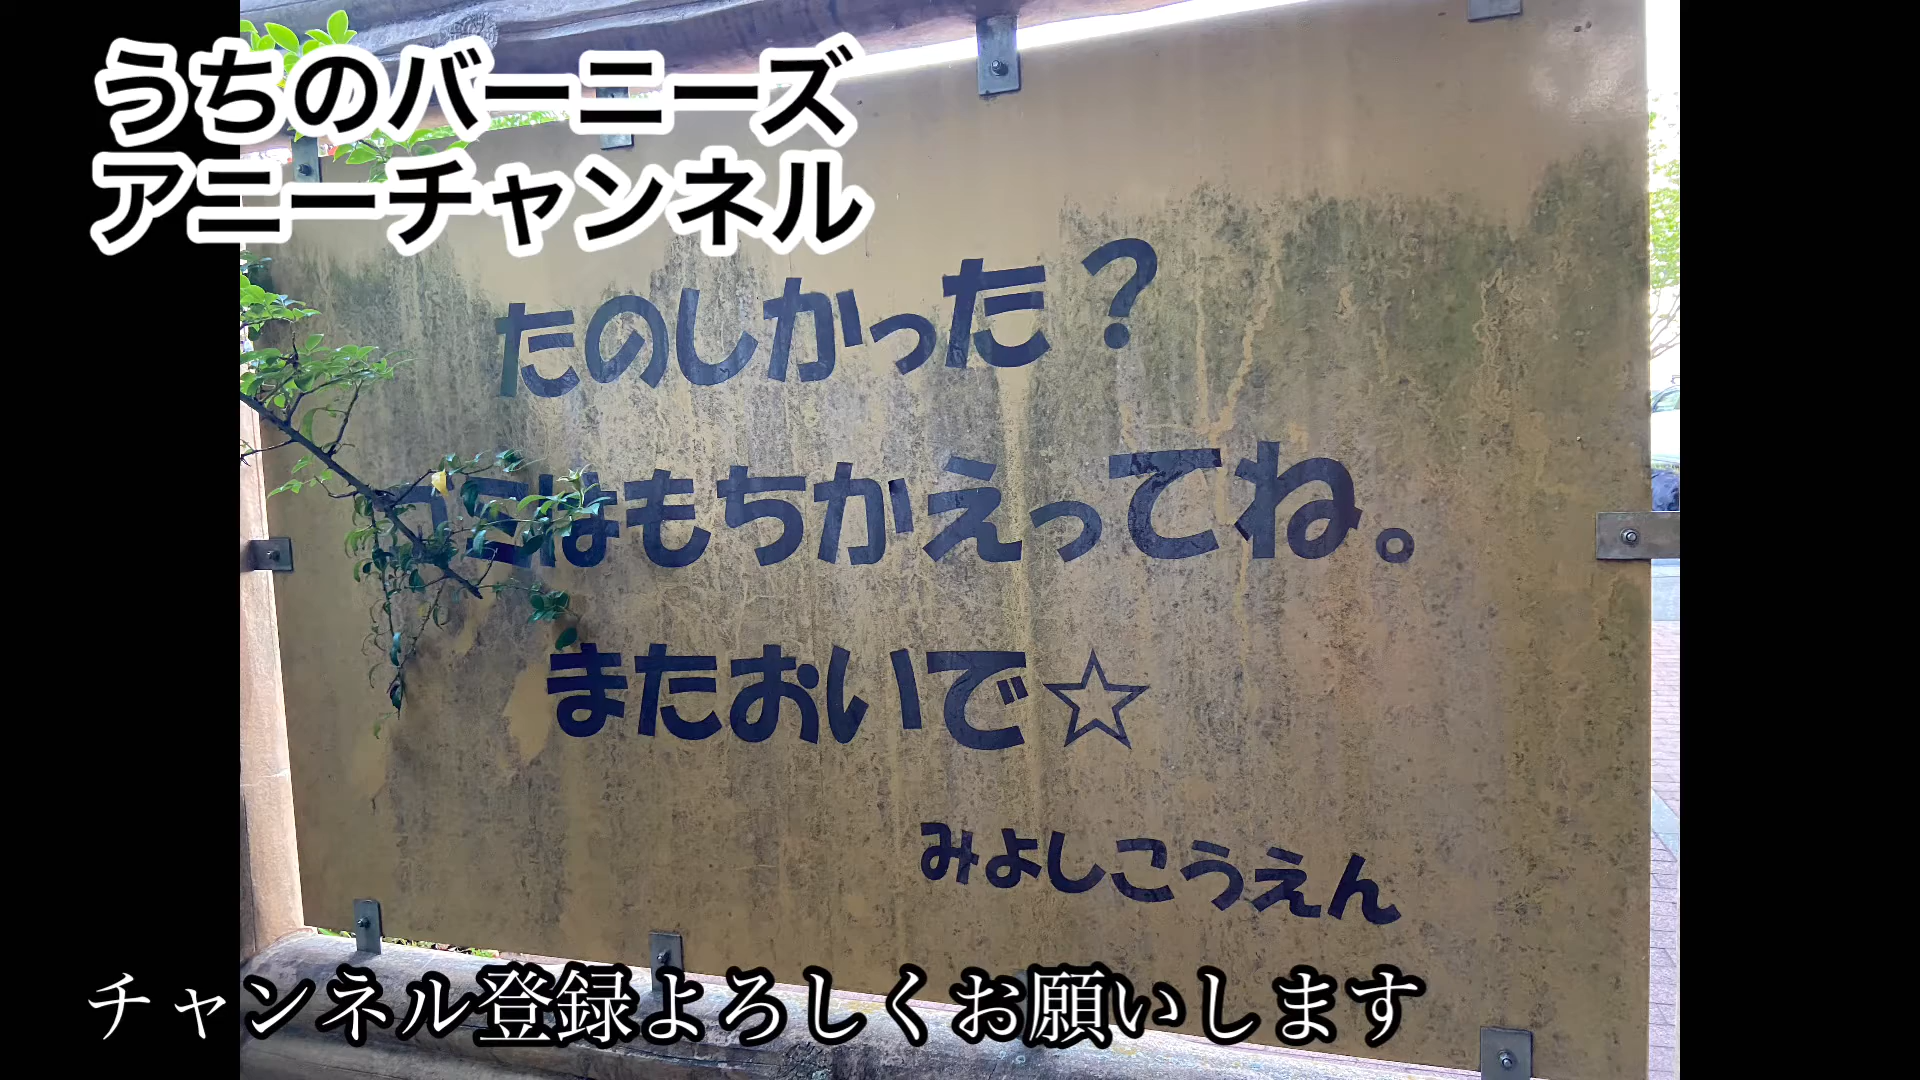 うちのバーニーズ
アニーチャンネル
たのしかった？
ゴミはもちかえってね。
またおいで☆
みよしこうえん
チャンネル登録よろしくお願いします